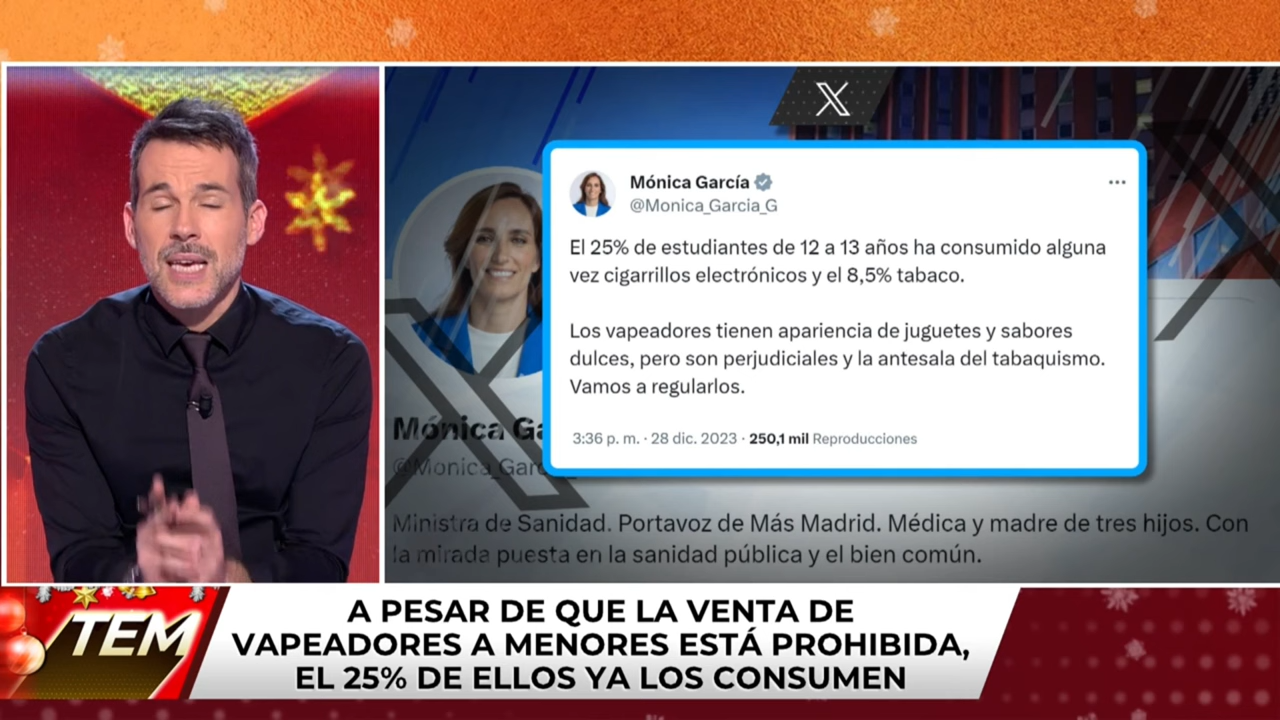 X
Mónica García
@Monica_Garcia_G
El 25% de estudiantes de 12 a 13 años ha consumido alguna
vez cigarrillos electrónicos y el 8,5% tabaco.
Los vapeadores tienen apariencia de juguetes y sabores
dulces, pero son perjudiciales y la antesala del tabaquismo.
Vamos a regularlos.
3:36 p. m. · 28 dic. 2023 · 250,1 mil Reproducciones
Mónica Ga
@Monica_Garc
Ministra de Sanidad. Portavoz de Más Madrid. Médica y madre de tres hijos. Con
la mirada puesta en la sanidad pública y el bien común.
TEM
A PESAR DE QUE LA VENTA DE
VAPEADORES A MENORES ESTÁ PROHIBIDA,
EL 25% DE ELLOS YA LOS CONSUMEN